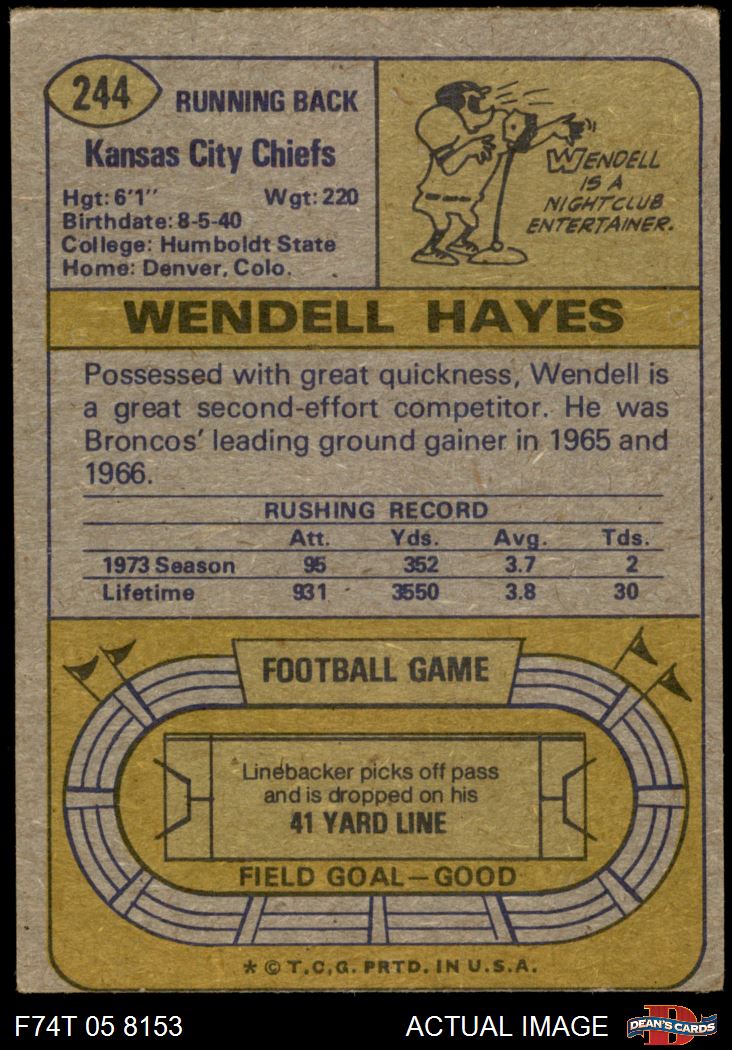 244
RUNNING BACK
Kansas City Chiefs
Hgt: 6'1" Wgt: 220
Birthdate: 8-5-40
College: Humboldt State
Home: Denver, Colo.
WENDELL
IS A
NIGHTCLUB
ENTERTAINER.
WENDELL HAYES
Possessed with great quickness, Wendell is
a great second-effort competitor. He was
Broncos' leading ground gainer in 1965 and
1966.
RUSHING RECORD
Att. Yds. Avg. Tds.
1973 Season 95 352 3.7 2
Lifetime 931 3550 3.8 30
FOOTBALL GAME
Linebacker picks off pass
and is dropped on his
41 YARD LINE
FIELD GOAL—GOOD
* © T.C.G. PRTD. IN U.S.A.
F74T 05 8153 ACTUAL IMAGE
DEAN'S CARDS